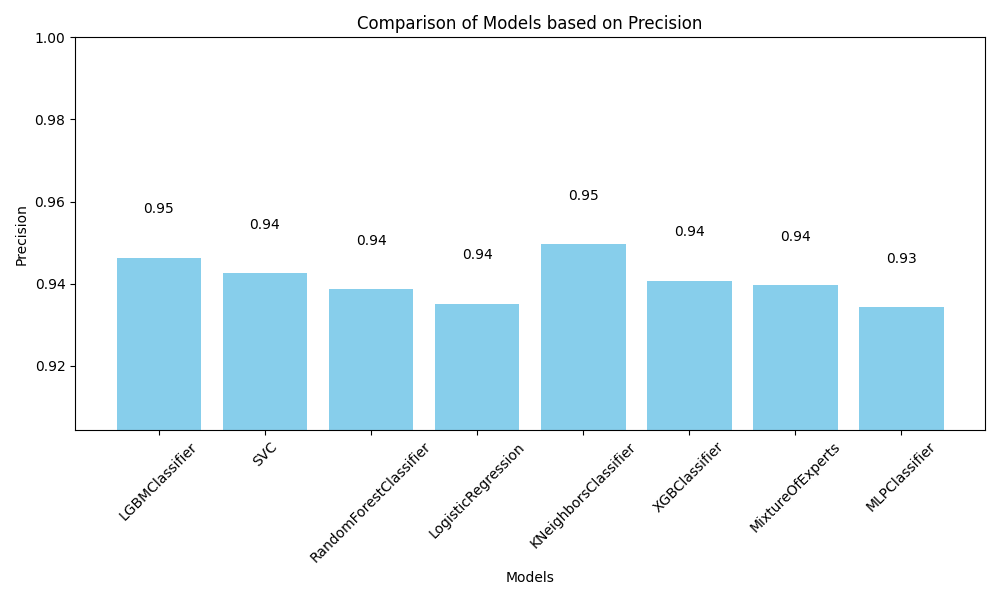 Comparison of Models based on Precision
1.00
0.98
0.96
0.94
0.92
Precision
0.95
0.94
0.94
0.94
0.95
0.94
0.94
0.93
LGBMClassifier
SVC
RandomForestClassifier
LogisticRegression
KNeighborsClassifier
XGBClassifier
MixtureOfExperts
MLPClassifier
Models